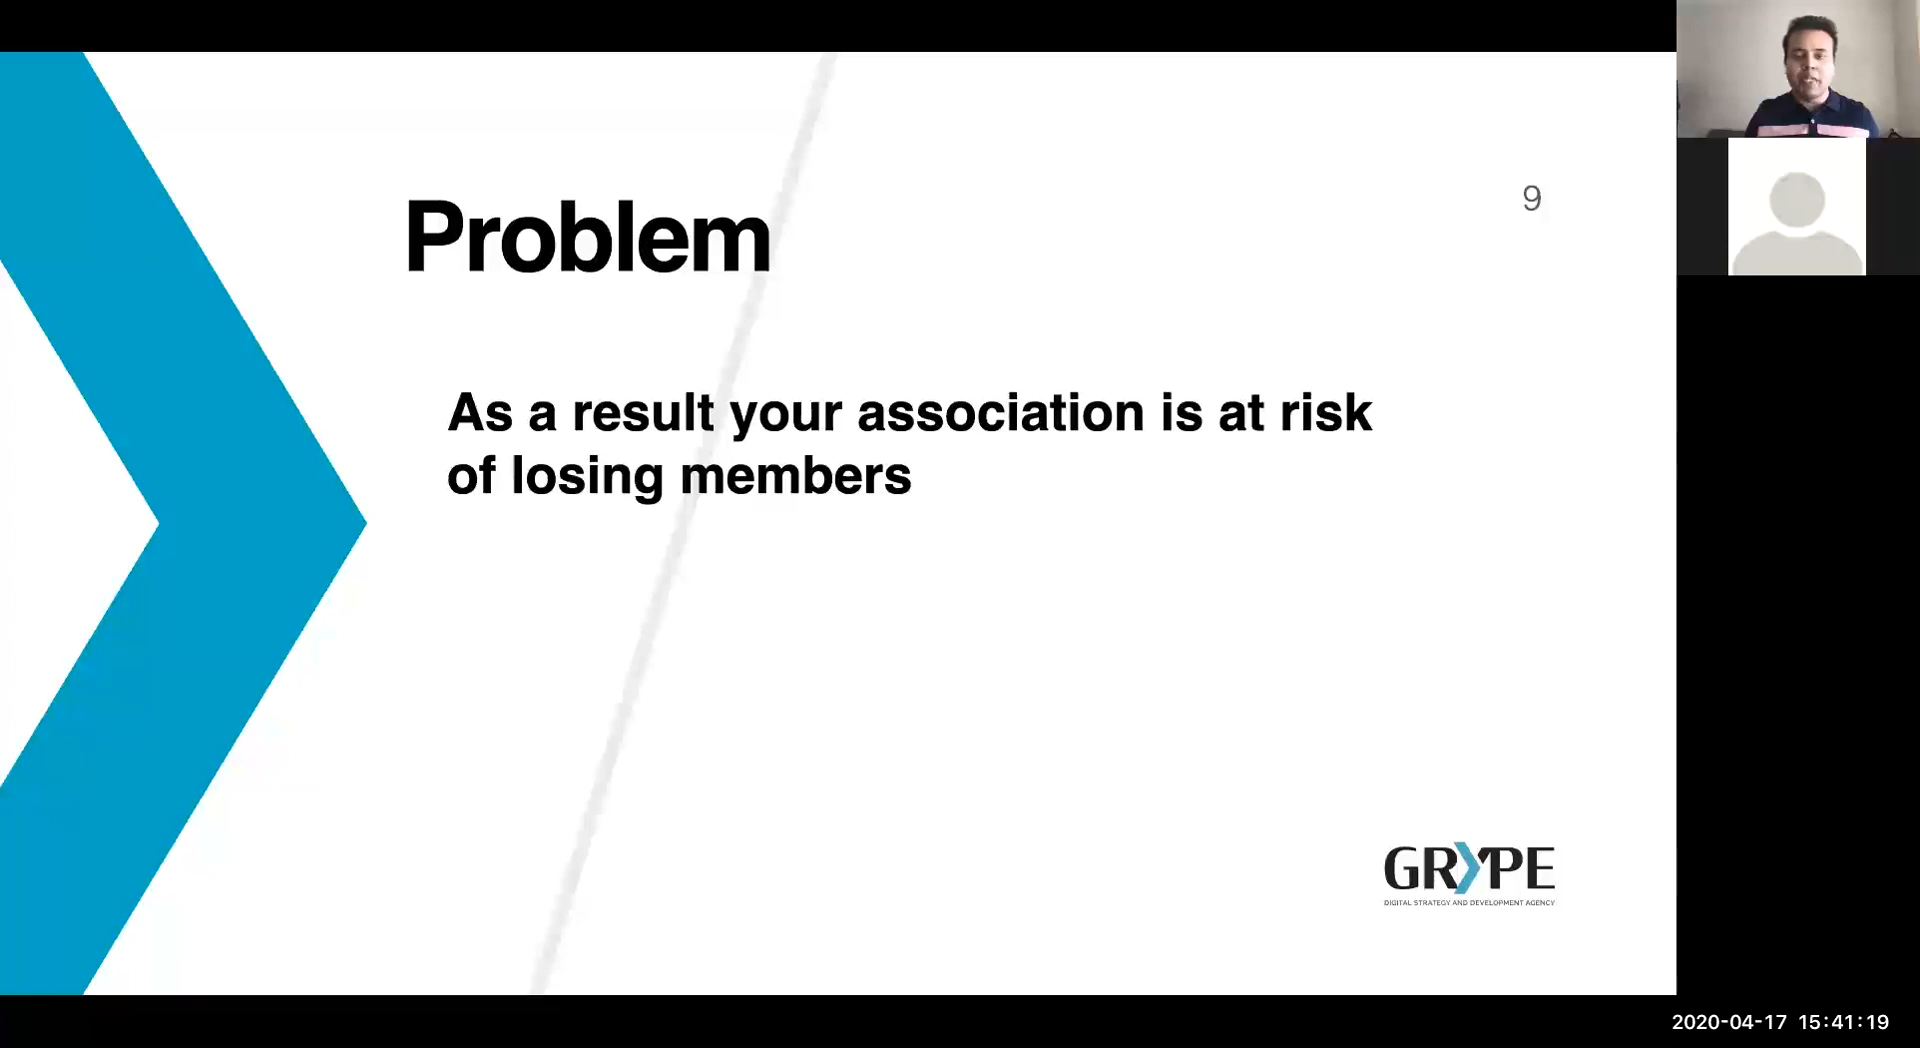 Problem
9
As a result your association is at risk
of losing members
GRYPE
DIGITAL STRATEGY AND DEVELOPMENT AGENCY
2020-04-17 15:41:19